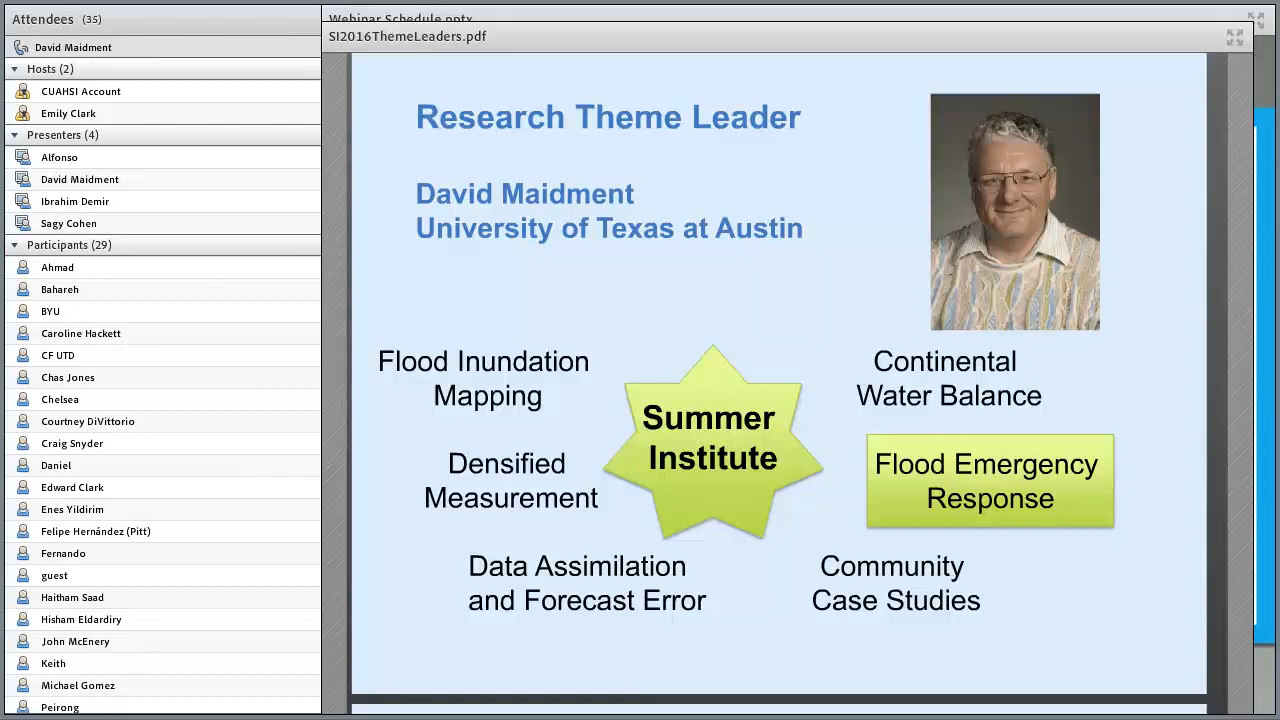 Attendees (35)
David Maidment
Hosts (2)
CUAHSI Account
Emily Clark
Presenters (4)
Alfonso
David Maidment
Ibrahim Demir
Sagy Cohen
Participants (29)
Ahmad
Bahareh
BYU
Caroline Hackett
CF UTD
Chas Jones
Chelsea
Courtney DiVittorio
Craig Snyder
Daniel
Edward Clark
Enes Yildirim
Felipe Hernández (Pitt)
Fernando
guest
Haitham Saad
Hisham Eldardiry
John McEnery
Keith
Michael Gomez
Peirong
Webinar Schedule.pptx
SI2016ThemeLeaders.pdf
Research Theme Leader
David Maidment
University of Texas at Austin
Flood Inundation
Mapping
Continental
Water Balance
Summer
Institute
Densified
Measurement
Flood Emergency
Response
Data Assimilation
and Forecast Error
Community
Case Studies